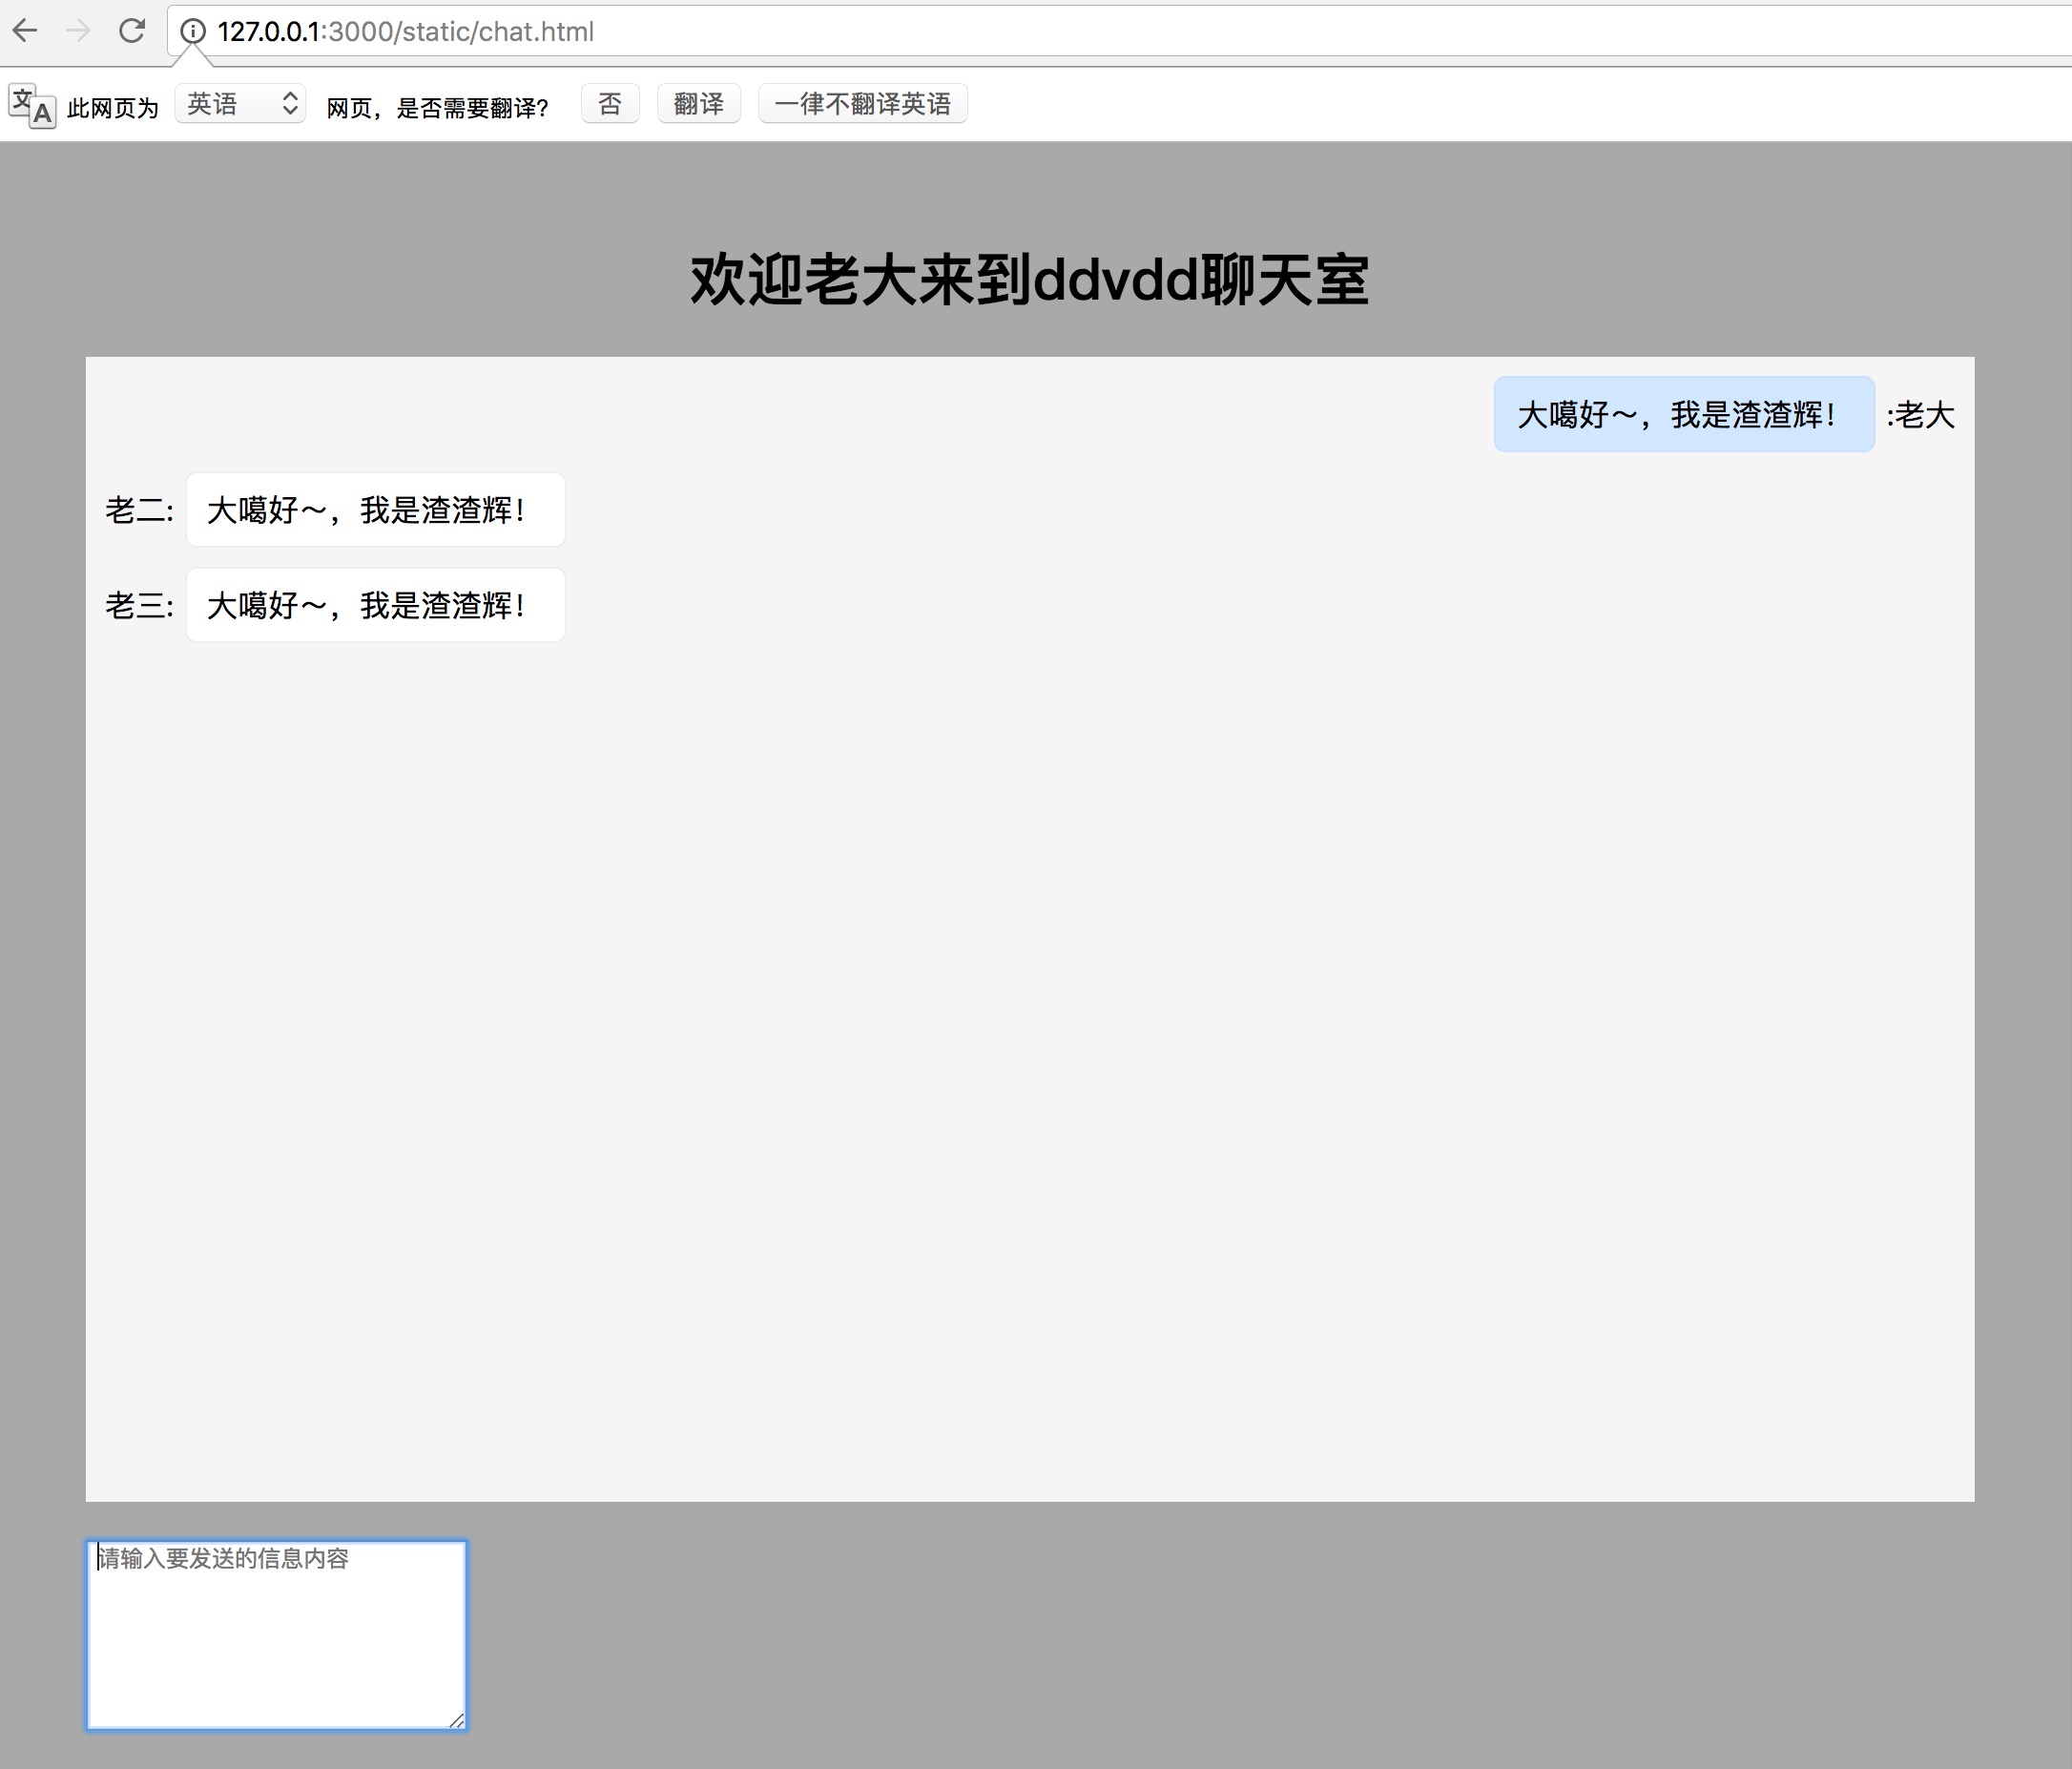 127.0.0.1:3000/static/chat.html
此网页为 英语 网页，是否需要翻译? 否 翻译 一律不翻译英语
欢迎老大来到ddvdd聊天室
大噶好～，我是渣渣辉！ :老大
老二: 大噶好～，我是渣渣辉！
老三: 大噶好～，我是渣渣辉！
请输入要发送的信息内容